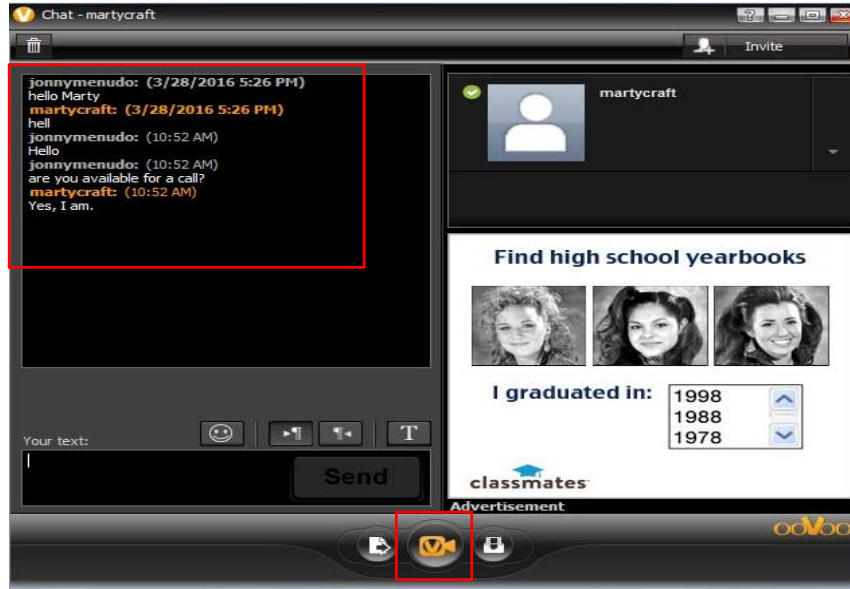 Chat - martycraft
Invite
jonnymenudo: (3/28/2016 5:26 PM)
hello Marty
martycraft: (3/28/2016 5:26 PM)
hell
jonnymenudo: (10:52 AM)
Hello
jonnymenudo: (10:52 AM)
are you available for a call?
martycraft: (10:52 AM)
Yes, I am.
martycraft
Find high school yearbooks
I graduated in:
1998
1988
1978
classmates
Advertisement
Your text:
T
Send
ooVoo